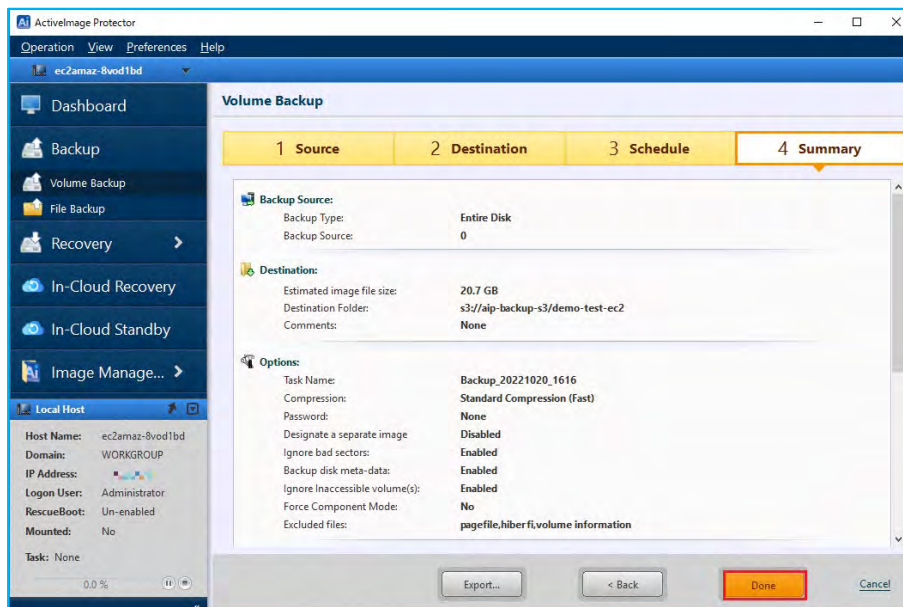 ActiveImage Protector
Operation View Preferences Help
ec2amaz-8vod1bd
Dashboard
Backup
Volume Backup
File Backup
Recovery
In-Cloud Recovery
In-Cloud Standby
Image Manage...
Local Host
Host Name: ec2amaz-8vod1bd
Domain: WORKGROUP
IP Address:
Logon User: Administrator
RescueBoot: Un-enabled
Mounted: No
Task: None
0.0 %
Volume Backup
1 Source 2 Destination 3 Schedule 4 Summary
Backup Source:
Backup Type: Entire Disk
Backup Source: 0
Destination:
Estimated image file size: 20.7 GB
Destination Folder: s3://aip-backup-s3/demo-test-ec2
Comments: None
Options:
Task Name: Backup_20221020_1616
Compression: Standard Compression (Fast)
Password: None
Designate a separate image Disabled
Ignore bad sectors: Enabled
Backup disk meta-data: Enabled
Ignore Inaccessible volume(s): Enabled
Force Component Mode: No
Excluded files: pagefile,hiberfi,volume information
Export... < Back Done Cancel